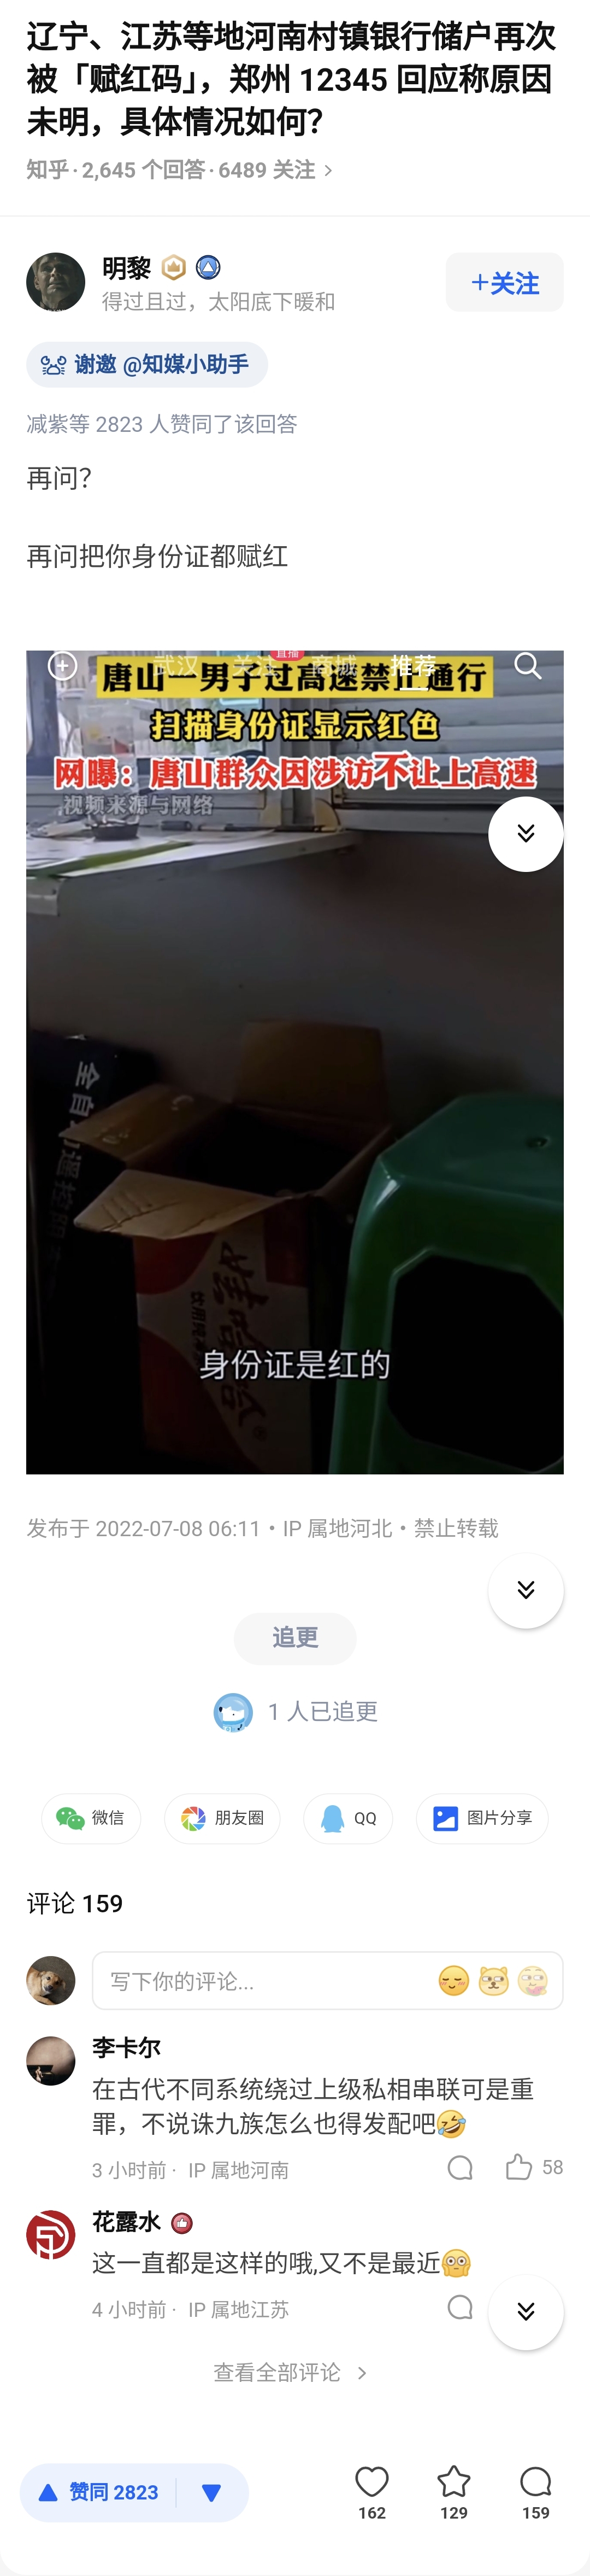 辽宁、江苏等地河南村镇银行储户再次
被「赋红码」，郑州 12345 回应称原因
未明，具体情况如何？
知乎·2,645 个回答·6489 关注
明黎
+关注
得过且过，太阳底下暖和
谢邀 @知媒小助手
减紫等 2823 人赞同了该回答
再问？
再问把你身份证都赋红
直播
武汉 关注 商城 推荐
唐山一男子过高速禁止通行
扫描身份证显示红色
网曝：唐山群众因涉访不让上高速
视频来源与网络
全自
身份证是红的
发布于 2022-07-08 06:11・IP 属地河北・禁止转载
追更
1 人已追更
微信 朋友圈 QQ 图片分享
评论 159
写下你的评论...
李卡尔
在古代不同系统绕过上级私相串联可是重
罪，不说诛九族怎么也得发配吧🤣
3 小时前· IP 属地河南 58
花露水
这一直都是这样的哦,又不是最近
4 小时前· IP 属地江苏
查看全部评论
赞同 2823
162 129 159